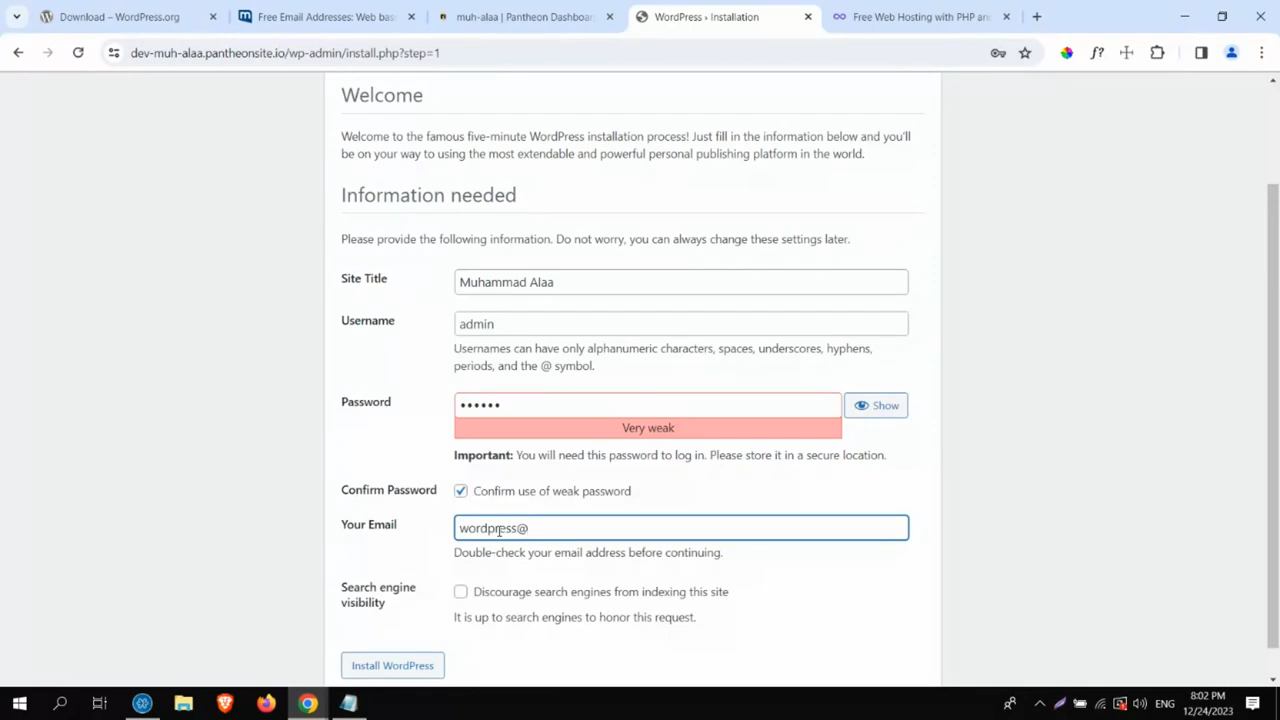 Download – WordPress.org
Free Email Addresses: Web bas
muh-alaa | Pantheon Dashboar
WordPress › Installation
Free Web Hosting with PHP an
dev-muh-alaa.pantheonsite.io/wp-admin/install.php?step=1
f?
Welcome
Welcome to the famous five-minute WordPress installation process! Just fill in the information below and you'll
be on your way to using the most extendable and powerful personal publishing platform in the world.
Information needed
Please provide the following information. Do not worry, you can always change these settings later.
Site Title
Muhammad Alaa
Username
admin
Usernames can have only alphanumeric characters, spaces, underscores, hyphens,
periods, and the @ symbol.
Password
••••••
Show
Very weak
Important: You will need this password to log in. Please store it in a secure location.
Confirm Password
Confirm use of weak password
Your Email
wordpress@
Double-check your email address before continuing.
Search engine
visibility
Discourage search engines from indexing this site
It is up to search engines to honor this request.
Install WordPress
ENG
8:02 PM
12/24/2023